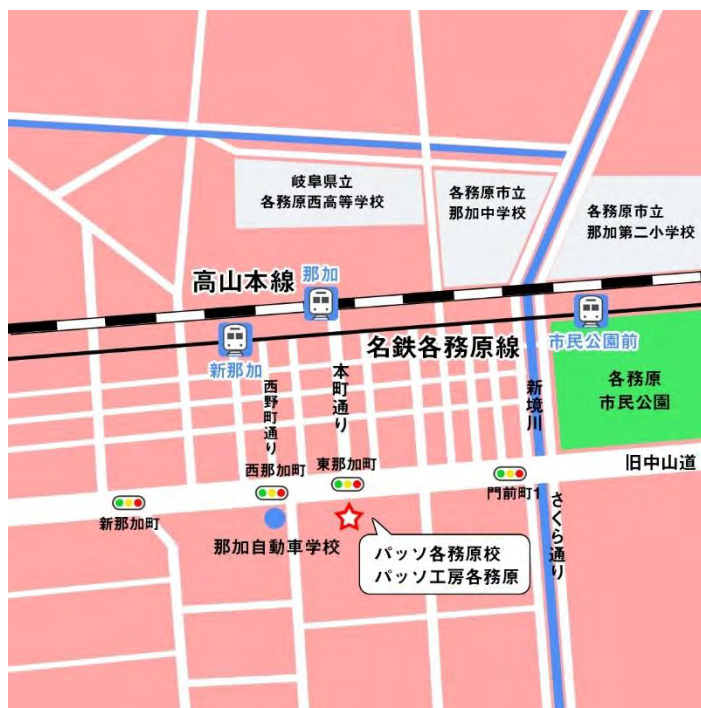 岐阜県立
各務原西高等学校
各務原市立
那加中学校
各務原市立
那加第二小学校
高山本線
那加
新那加
名鉄各務原線
市民公園前
各務原
市民公園
西野町通り
本町通り
新境川
西那加町
東那加町
門前町1
旧中山道
新那加町
那加自動車学校
さくら通り
パッソ各務原校
パッソ工房各務原